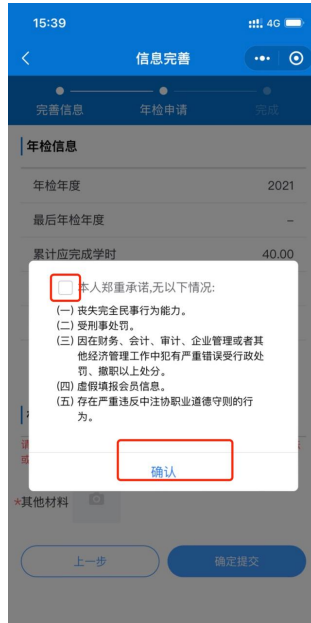 15:39
4G
信息完善
完善信息
年检申请
完成
年检信息
年检年度
2021
最后年检年度
–
累计应完成学时
40.00
本人郑重承诺,无以下情况:
(一) 丧失完全民事行为能力。
(二) 受刑事处罚。
(三) 因在财务、会计、审计、企业管理或者其
他经济管理工作中犯有严重错误受行政处
罚、撤职以上处分。
(四) 虚假填报会员信息。
(五) 存在严重违反中注协职业道德守则的行
为。
确认
*其他材料
上一步
确定提交